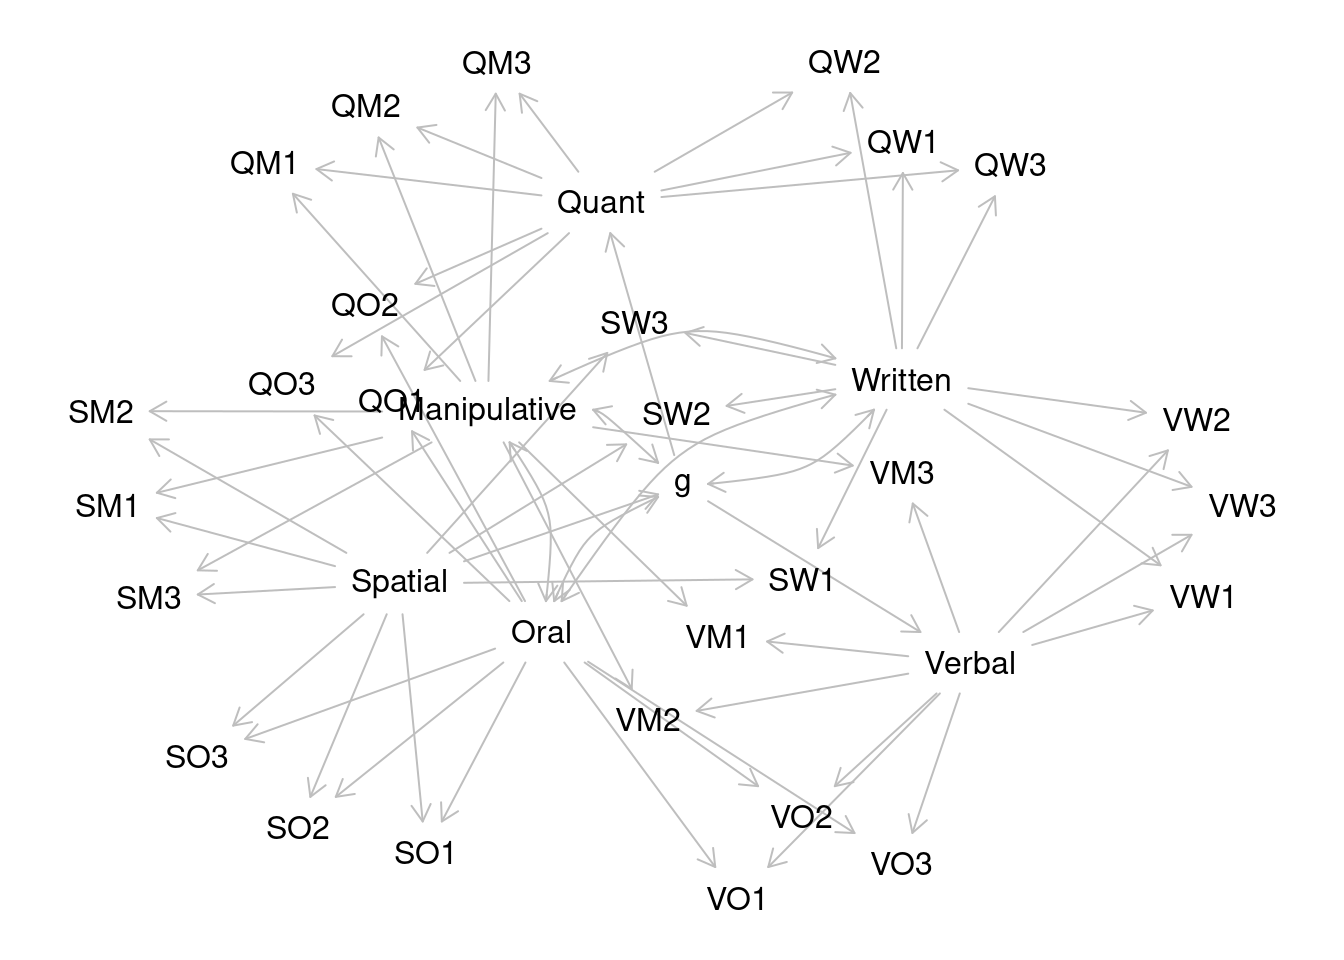 QM3
QW2
QM2
QW1
QM1
QW3
Quant
QO2
SW3
Written
QO3
QO1
Manipulative
SM2
SW2
VW2
VM3
g
SM1
VW3
Spatial
SW1
SM3
VW1
Oral
VM1
Verbal
VM2
SO3
VO2
SO2
SO1
VO3
VO1